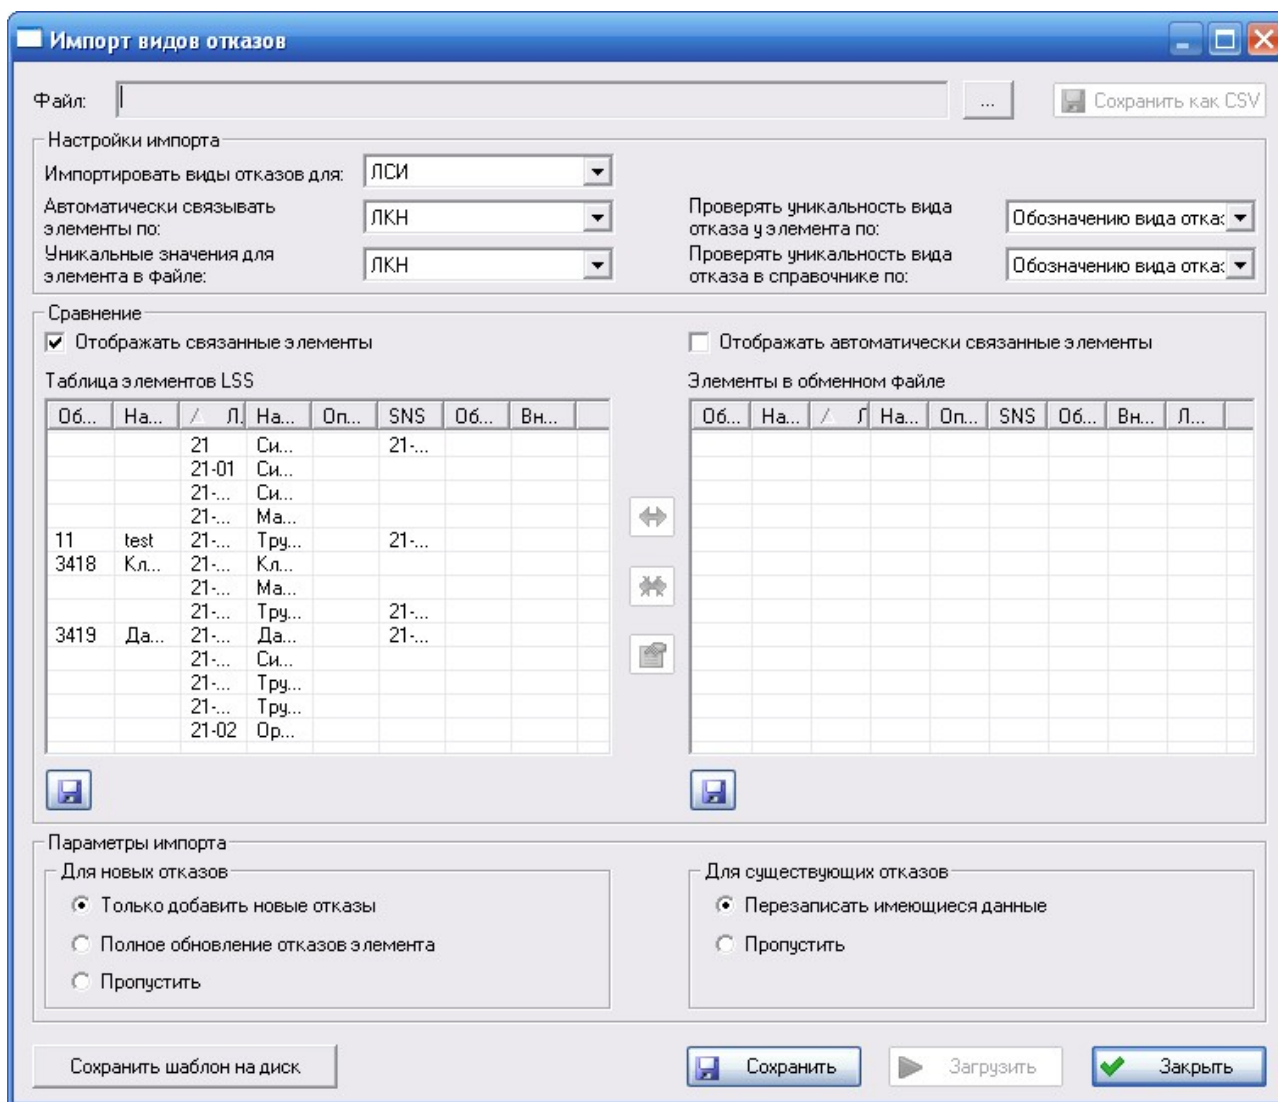 Импорт видов отказов
Файл: ... Сохранить как CSV
Настройки импорта
Импортировать виды отказов для: ЛСИ
Автоматически связывать элементы по: ЛКН
Проверять уникальность вида отказа у элемента по: Обозначению вида отка
Уникальные значения для элемента в файле: ЛКН
Проверять уникальность вида отказа в справочнике по: Обозначению вида отка
Сравнение
Отображать связанные элементы
Отображать автоматически связанные элементы
Таблица элементов LSS
Элементы в обменном файле
Об... На... Л. На... Оп... SNS Об... Вн...
Об... На... Л На... Оп... SNS Об... Вн... Л...
21 Си... 21-...
21-01 Си...
21-... Си...
21-... Ма...
11 test 21-... Тру... 21-...
3418 Кл... 21-... Кл...
21-... Ма...
21-... Тру... 21-...
3419 Да... 21-... Да... 21-...
21-... Си...
21-... Тру...
21-... Тру...
21-02 Ор...
Параметры импорта
Для новых отказов
Только добавить новые отказы
Полное обновление отказов элемента
Пропустить
Для существующих отказов
Перезаписать имеющиеся данные
Пропустить
Сохранить шаблон на диск Сохранить Загрузить Закрыть